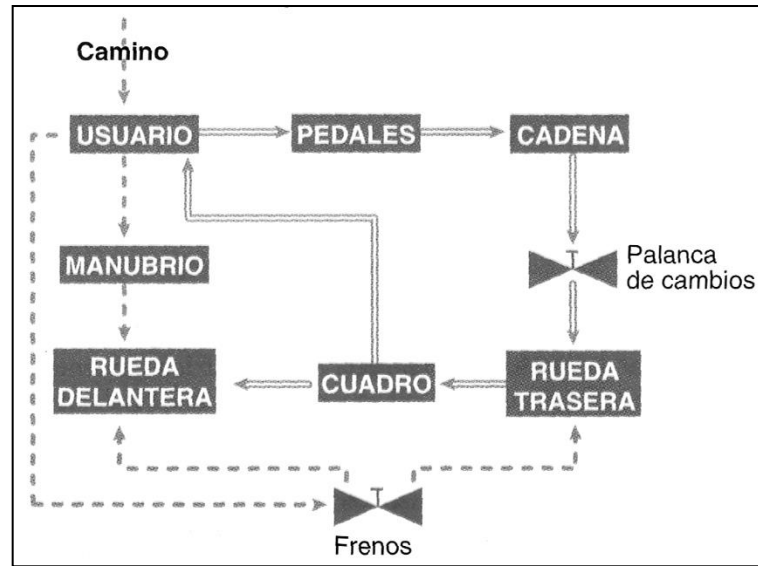 Camino
USUARIO
PEDALES
CADENA
MANUBRIO
Palanca
de cambios
RUEDA
DELANTERA
CUADRO
RUEDA
TRASERA
Frenos